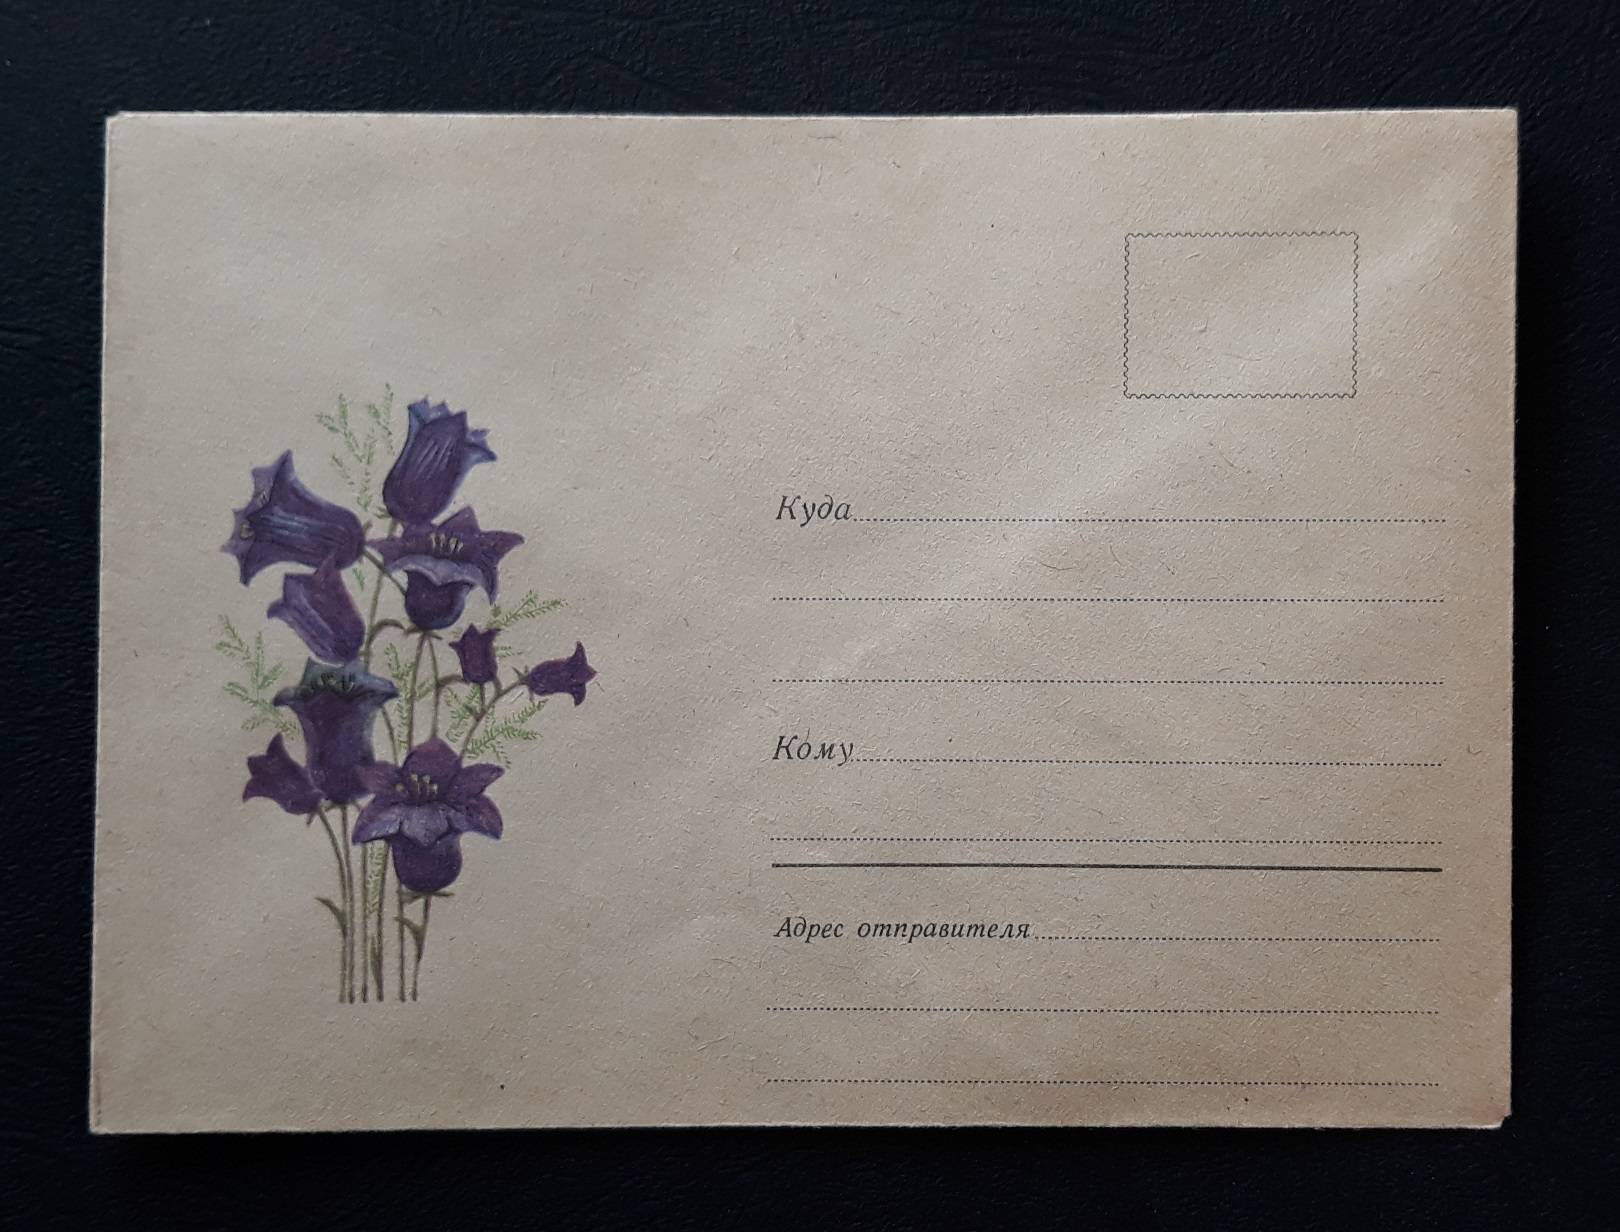 Куда
Кому
Адрес отправителя